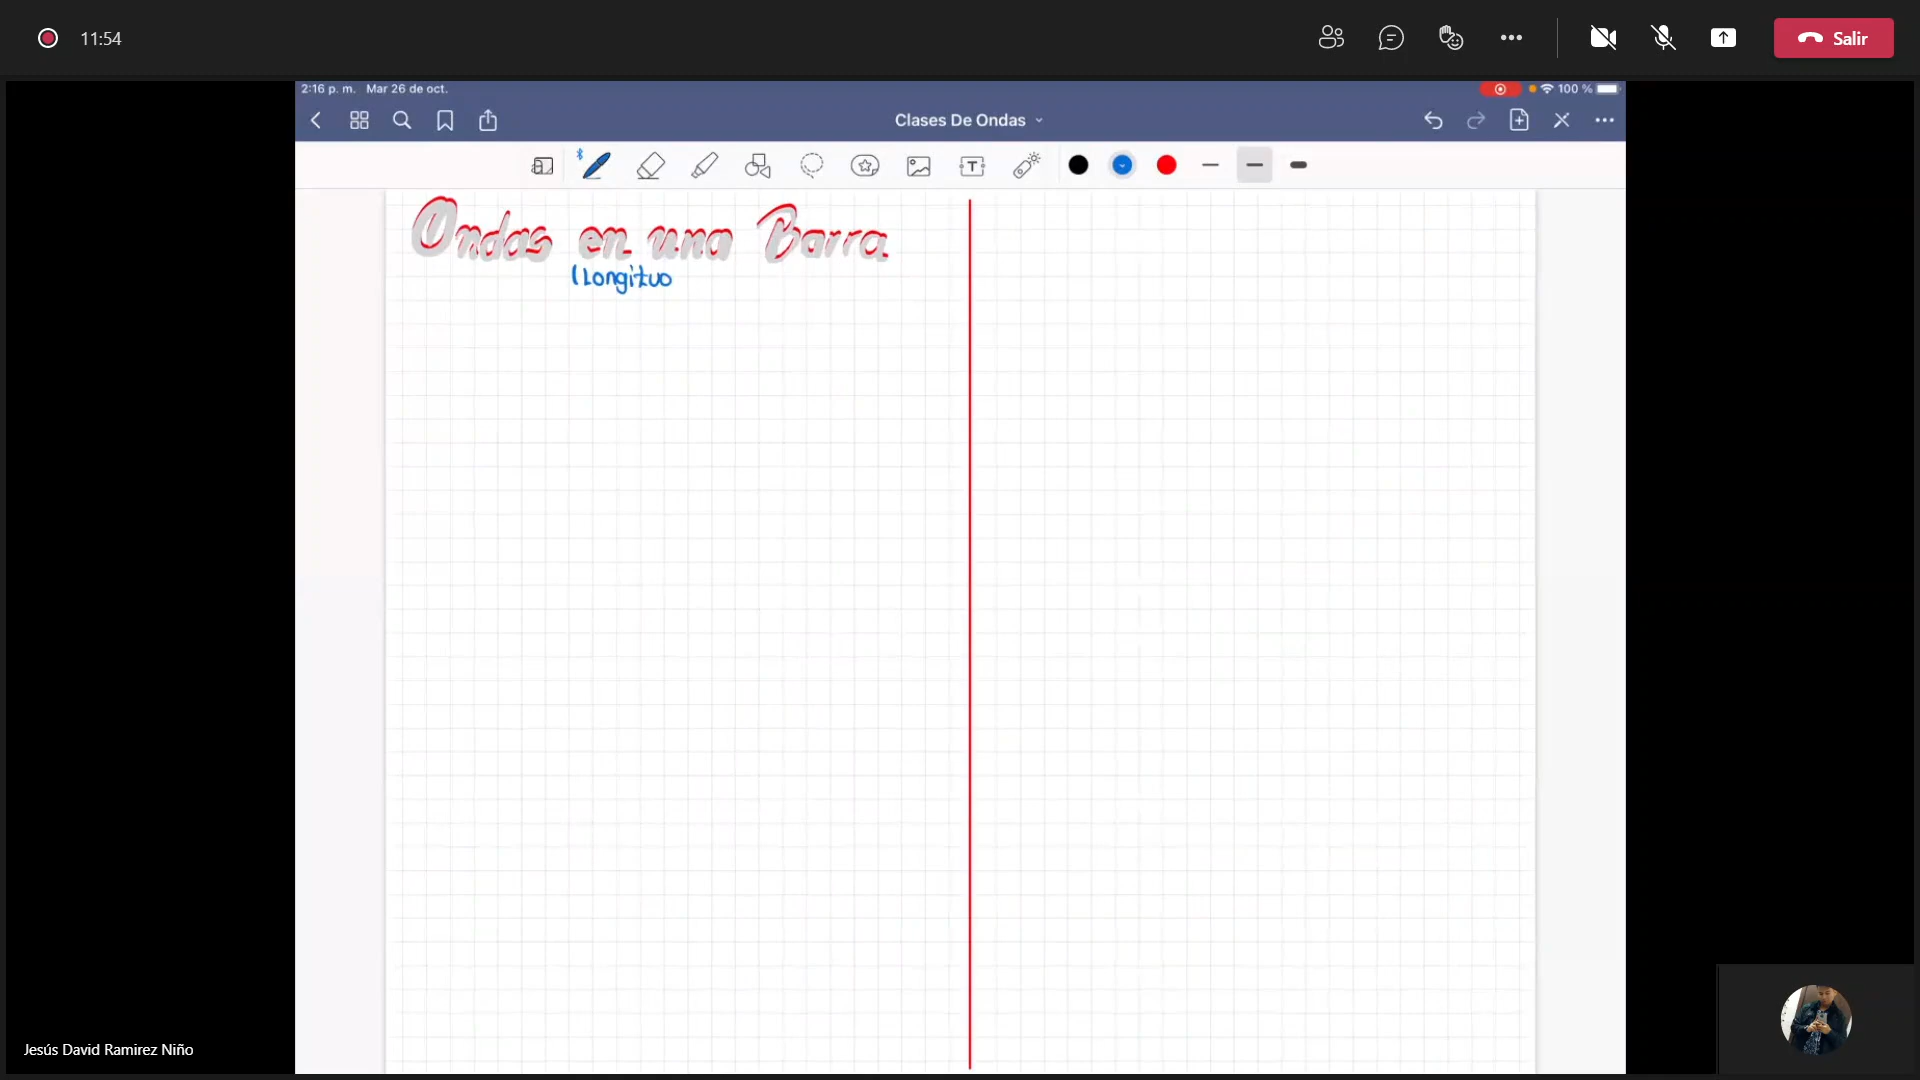 11:54
Salir
2:16 p. m. Mar 26 de oct.
100 %
Clases De Ondas
T
Ondas en una Barra
(Longitud
Jesús David Ramirez Niño